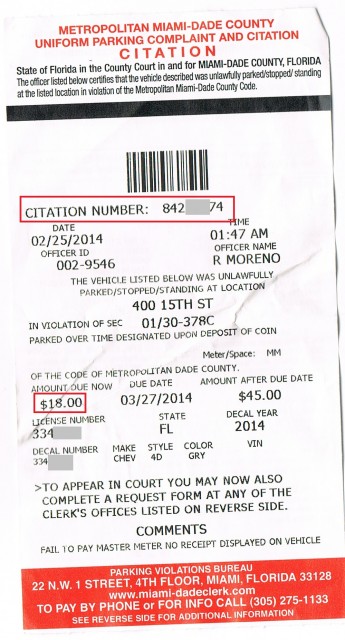 METROPOLITAN MIAMI-DADE COUNTY
UNIFORM PARKING COMPLAINT AND CITATION
CITATION
State of Florida in the County Court in and for MIAMI-DADE COUNTY, FLORIDA
The officer listed below certifies that the vehicle described was unlawfully parked/stopped/ standing
at the listed location in violation of the Metropolitan Miami-Dade County Code.
CITATION NUMBER: 842 74
DATE TIME
02/25/2014 01:47 AM
OFFICER ID OFFICER NAME
002-9546 R MORENO
THE VEHICLE LISTED BELOW WAS UNLAWFULLY
PARKED/STOPPED/STANDING AT LOCATION
400 15TH ST
IN VIOLATION OF SEC 01/30-378C
PARKED OVER TIME DESIGNATED UPON DEPOSIT OF COIN
Meter/Space: MM
OF THE CODE OF METROPOLITAN DADE COUNTY.
AMOUNT DUE NOW DUE DATE AMOUNT AFTER DUE DATE
$18.00 03/27/2014 $45.00
LICENSE NUMBER STATE DECAL YEAR
334 FL 2014
DECAL NUMBER MAKE STYLE COLOR VIN
334 CHEV 4D GRY
>TO APPEAR IN COURT YOU MAY NOW ALSO
COMPLETE A REQUEST FORM AT ANY OF THE
CLERK'S OFFICES LISTED ON REVERSE SIDE.
COMMENTS
FAIL TO PAY MASTER METER NO RECEIPT DISPLAYED ON VEHICLE
PARKING VIOLATIONS BUREAU
22 N.W. 1 STREET, 4TH FLOOR, MIAMI, FLORIDA 33128
www.miami-dadeclerk.com
TO PAY BY PHONE or FOR INFO CALL (305) 275-1133
SEE REVERSE SIDE FOR ADDITIONAL INFORMATION